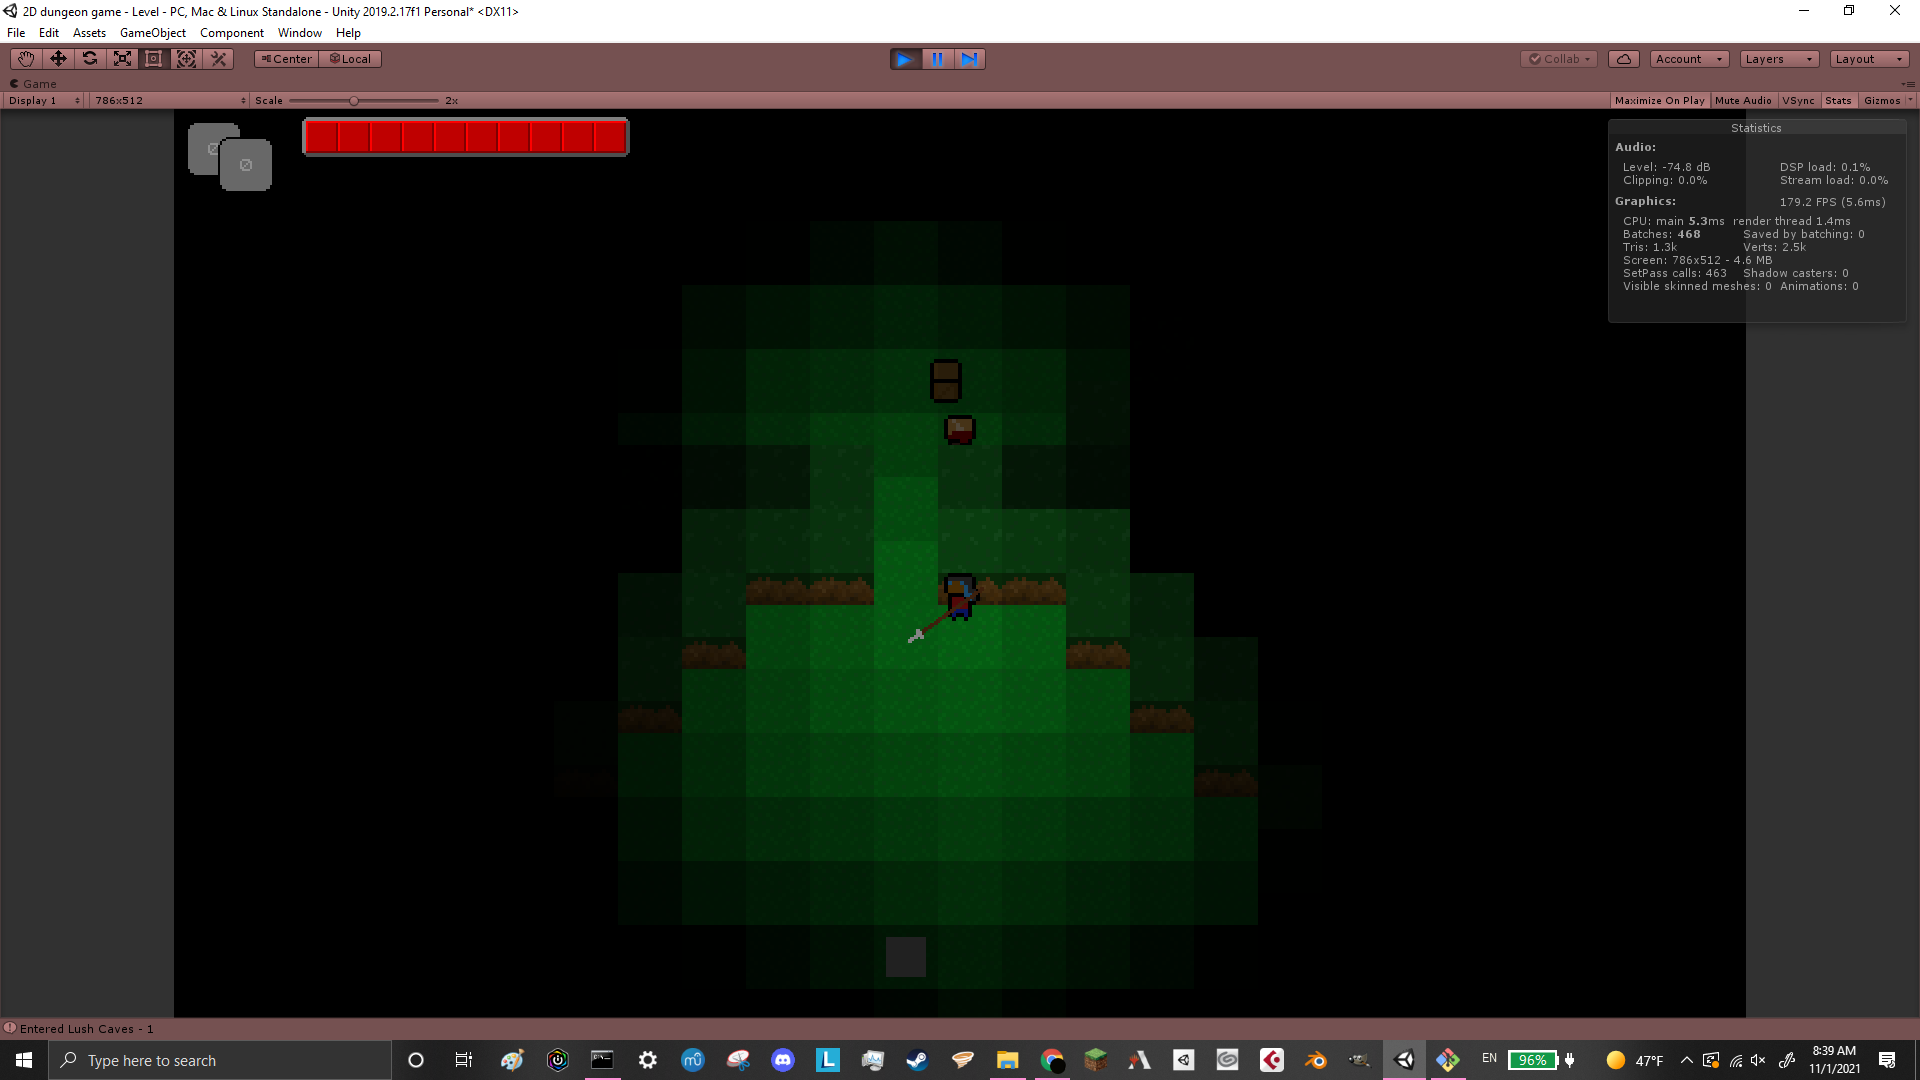 2D dungeon game - Level - PC, Mac & Linux Standalone - Unity 2019.2.17f1 Personal* <DX11>
File Edit Assets GameObject Component Window Help
Center Local Collab Account Layers Layout
Game
Display 1 786x512 Scale 2x Maximize On Play Mute Audio VSync Stats Gizmos
Statistics
Audio:
Level: -74.8 dB DSP load: 0.1%
Clipping: 0.0% Stream load: 0.0%
Graphics: 179.2 FPS (5.6ms)
CPU: main 5.3ms render thread 1.4ms
Batches: 468 Saved by batching: 0
Tris: 1.3k Verts: 2.5k
Screen: 786x512 - 4.6 MB
SetPass calls: 463 Shadow casters: 0
Visible skinned meshes: 0 Animations: 0
Entered Lush Caves - 1
Type here to search
mü
L
EN
96%
47°F
8:39 AM
11/1/2021